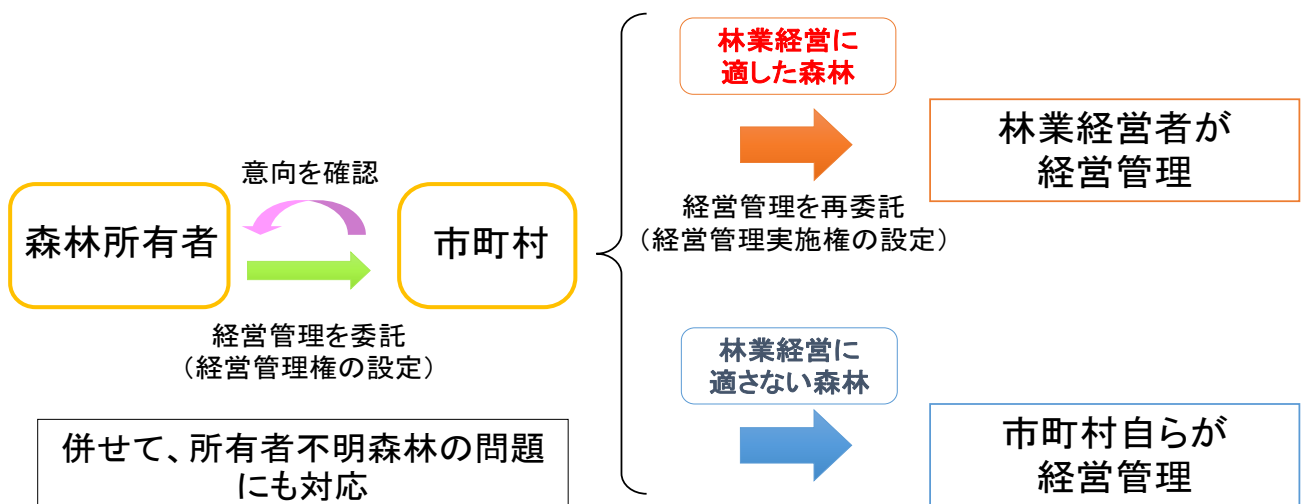 意向を確認
森林所有者
市町村
経営管理を委託
（経営管理権の設定）
併せて、所有者不明森林の問題
にも対応
林業経営に
適した森林
経営管理を再委託
（経営管理実施権の設定）
林業経営者が
経営管理
林業経営に
適さない森林
市町村自らが
経営管理